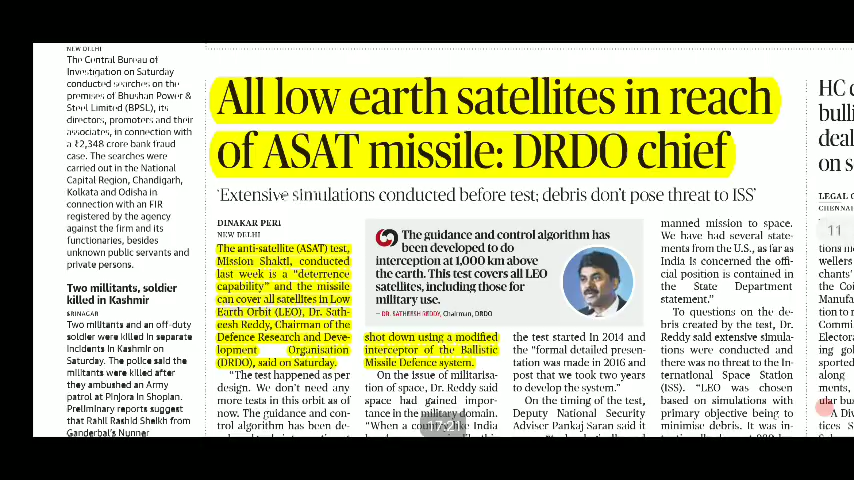 NEW DELHI
The Central Bureau of
Investigation on Saturday
conducted searches on the
premises of Bhushan Power &
Steel Limited (BPSL), its
directors, promoters and their
associates, in connection with
a ₹2,348 crore bank fraud
case. The searches were
carried out in the National
Capital Region, Chandigarh,
Kolkata and Odisha in
connection with an FIR
registered by the agency
against the firm and its
functionaries, besides
unknown public servants and
private persons.
Two militants, soldier
killed in Kashmir
SRINAGAR
Two militants and an off-duty
soldier were killed in separate
incidents in Kashmir on
Saturday. The police said the
militants were killed after
they ambushed an Army
patrol at Pinjora in Shopian.
Preliminary reports suggest
that Rahil Rashid Sheikh from
Ganderbal's Nunner
All low earth satellites in reach
of ASAT missile: DRDO chief
'Extensive simulations conducted before test; debris don't pose threat to ISS'
DINAKAR PERI
NEW DELHI
The anti-satellite (ASAT) test,
Mission Shakti, conducted
last week is a "deterrence
capability" and the missile
can cover all satellites in Low
Earth Orbit (LEO), Dr. Sath-
eesh Reddy, Chairman of the
Defence Research and Deve-
lopment Organisation
(DRDO), said on Saturday.
"The test happened as per
design. We don't need any
more tests in this orbit as of
now. The guidance and con-
trol algorithm has been de-
The guidance and control algorithm has
been developed to do
interception at 1,000 km above
the earth. This test covers all LEO
satellites, including those for
military use.
— DR. SATHEESH REDDY, Chairman, DRDO
shot down using a modified
interceptor of the Ballistic
Missile Defence system.
On the issue of militarisa-
tion of space, Dr. Reddy said
space had gained impor-
tance in the military domain.
"When a country like India
the test started in 2014 and
the "formal detailed presen-
tation was made in 2016 and
post that we took two years
to develop the system."
On the timing of the test,
Deputy National Security
Adviser Pankaj Saran said it
manned mission to space.
We have had several state-
ments from the U.S., as far as
India is concerned the offi-
cial position is contained in
the State Department
statement."
To questions on the de-
bris created by the test, Dr.
Reddy said extensive simula-
tions were conducted and
there was no threat to the In-
ternational Space Station
(ISS). "LEO was chosen
based on simulations with
primary objective being to
minimise debris. It was in-
HC
bulli
deal
on s
LEGAL
CHENNAI
11
17:21